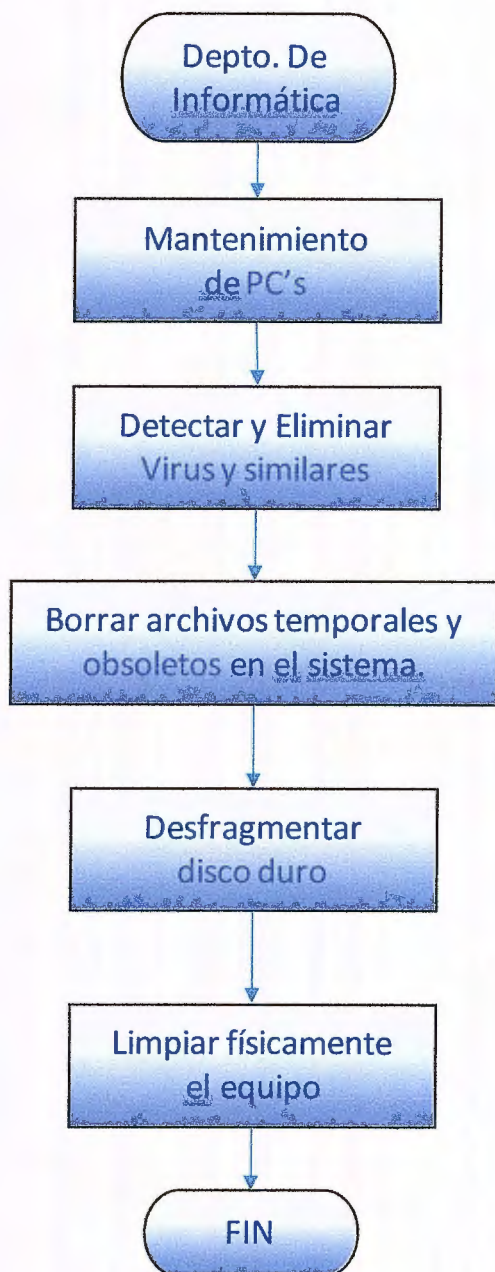 Depto. De
Informática
Mantenimiento
de PC's
Detectar y Eliminar
Virus y similares
Borrar archivos temporales y
obsoletos en el sistema.
Desfragmentar
disco duro
Limpiar físicamente
el equipo
FIN